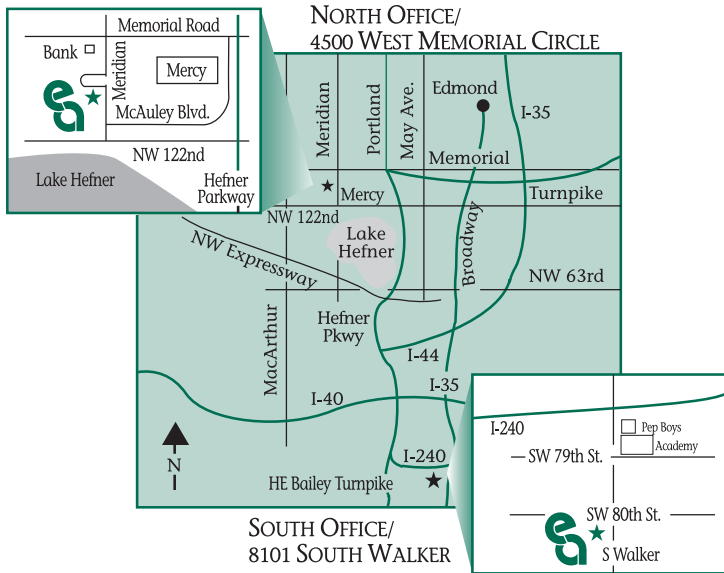 NORTH OFFICE/
4500 WEST MEMORIAL CIRCLE
Memorial Road
Bank
Meridian
Mercy
McAuley Blvd.
ea
NW 122nd
Lake Hefner
Hefner
Parkway
Meridian
Portland
May Ave.
Edmond
I-35
Memorial
Mercy
Turnpike
NW 122nd
Lake
Hefner
Broadway
NW Expressway
NW 63rd
MacArthur
Hefner
Pkwy
I-44
I-35
I-40
N
I-240
HE Bailey Turnpike
SOUTH OFFICE/
8101 SOUTH WALKER
I-240
Pep Boys
Academy
SW 79th St.
SW 80th St.
ea
S Walker